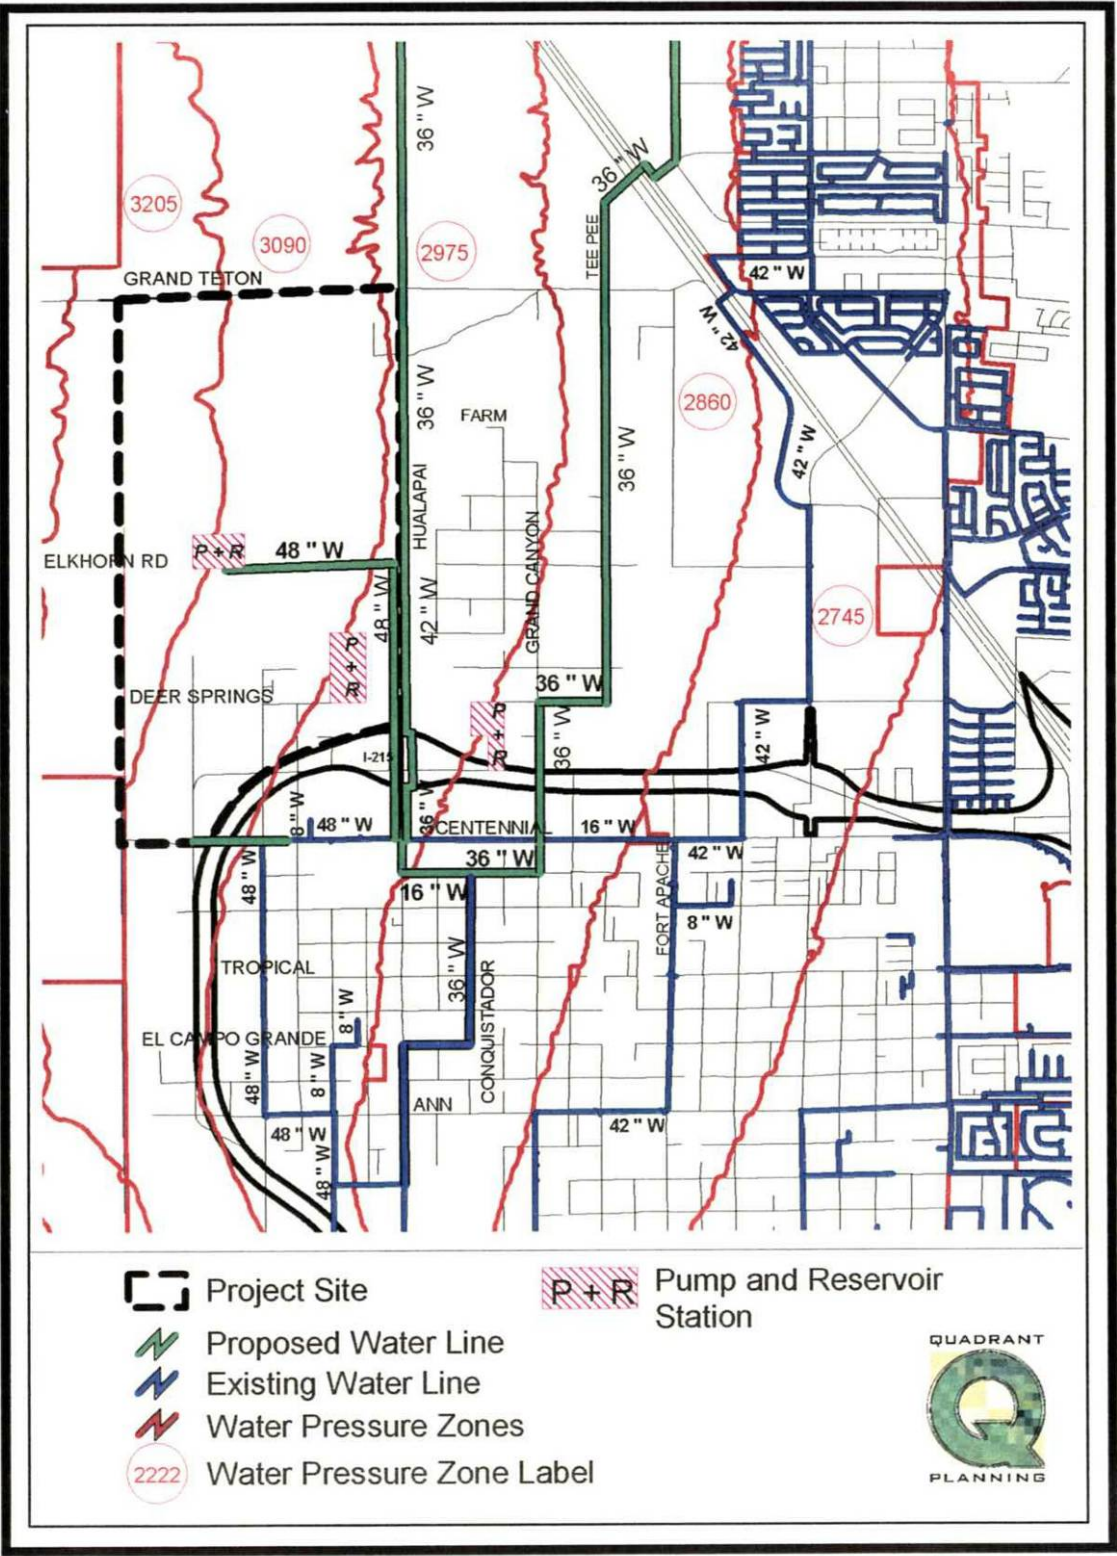 36 " W
36 " W
3205
3090
2975
TEE PEE
GRAND TETON
42 " W
42 " W
36 " W
2860
FARM
36 " W
42 " W
HUALAPAI
GRAND CANYON
P + R
48 " W
ELKHORN RD
48 " W
42 " W
2745
P + R
DEER SPRINGS
36 " W
P + R
36 " W
42 " W
I-215
8 " W
48 " W
36 " W
CENTENNIAL
16 " W
36 " W
42 " W
48 " W
16 " W
FORT APACHE
8 " W
TROPICAL
36 " W
CONQUISTADOR
8 " W
EL CAMPO GRANDE
48 " W
8 " W
ANN
48 " W
42 " W
48 " W
Project Site
P + R
Pump and Reservoir
Station
Proposed Water Line
Existing Water Line
Water Pressure Zones
2222
Water Pressure Zone Label
QUADRANT
Q
PLANNING